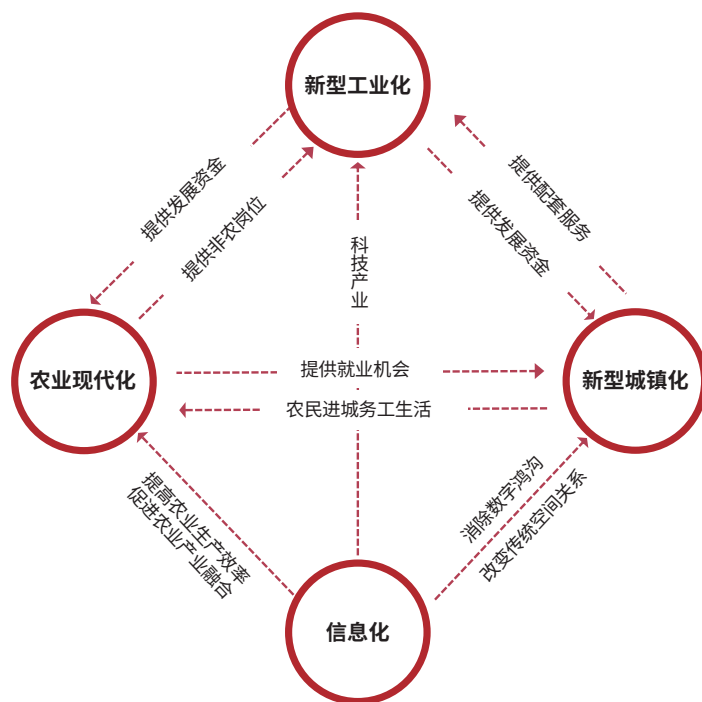 新型工业化
提供发展资金
提供非农岗位
科技产业
提供发展资金
提供配套服务
农业现代化
提供就业机会
农民进城务工生活
新型城镇化
提高农业生产效率
促进农业产业融合
消除数字鸿沟
改变传统空间关系
信息化